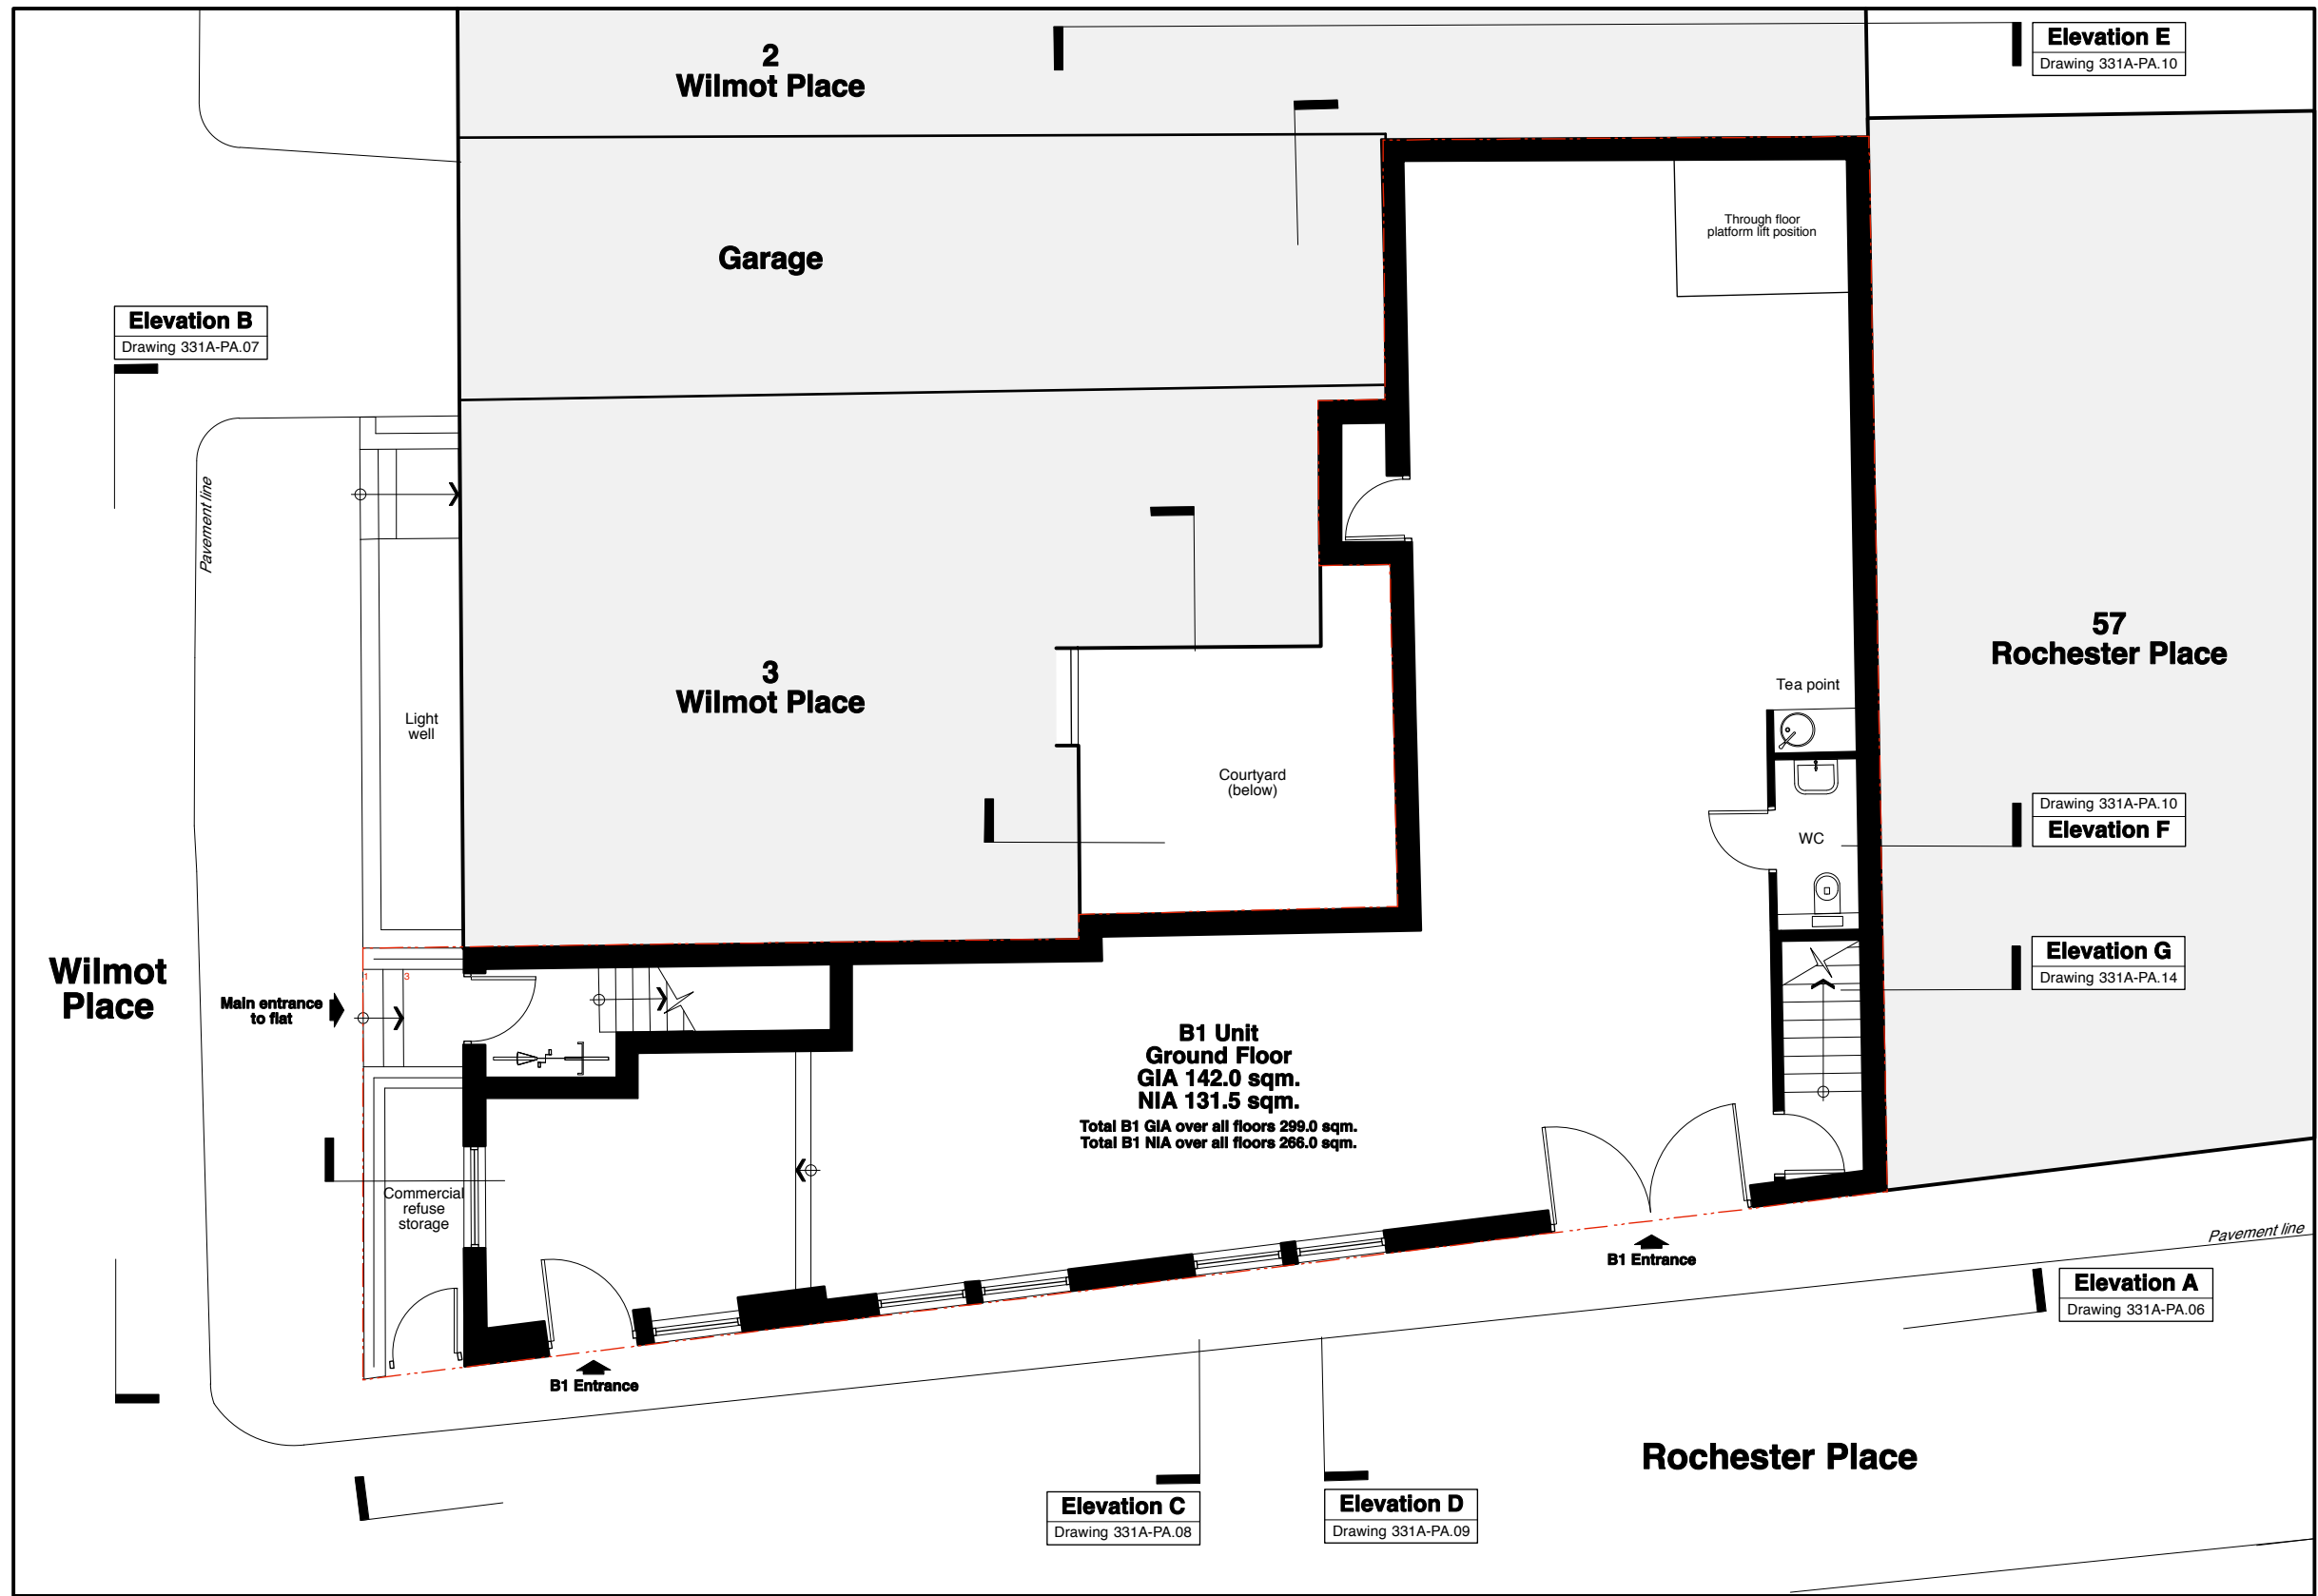 2
Wilmot Place
Elevation E
Drawing 331A-PA.10
Through floor
platform lift position
Garage
Elevation B
Drawing 331A-PA.07
Pavement line
57
Rochester Place
3
Wilmot Place
Tea point
Light
well
Courtyard
(below)
Drawing 331A-PA.10
Elevation F
WC
Elevation G
Drawing 331A-PA.14
Wilmot
Place
1 3
Main entrance
to flat
B1 Unit
Ground Floor
GIA 142.0 sqm.
NIA 131.5 sqm.
Total B1 GIA over all floors 299.0 sqm.
Total B1 NIA over all floors 266.0 sqm.
Commercial
refuse
storage
Pavement line
B1 Entrance
Elevation A
Drawing 331A-PA.06
B1 Entrance
Rochester Place
Elevation C
Drawing 331A-PA.08
Elevation D
Drawing 331A-PA.09